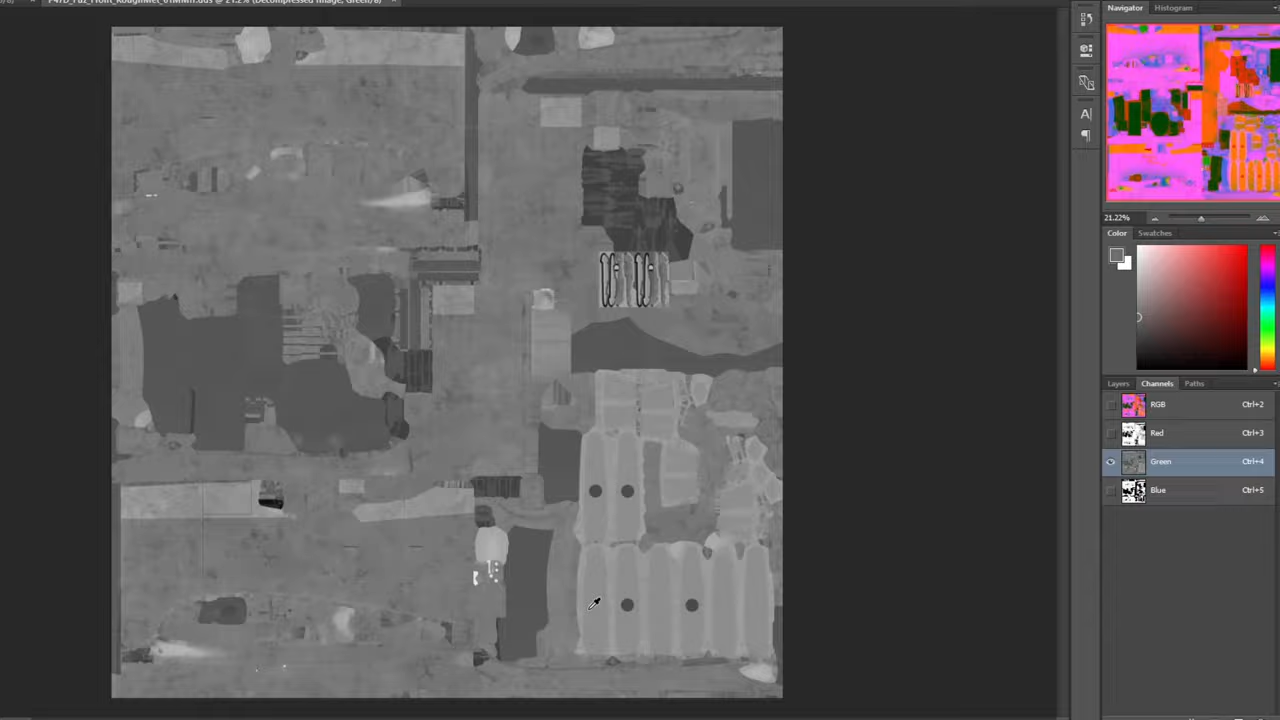 Navigator Histogram
21.22%
Color Swatches
Layers Channels Paths
RGB Ctrl+2
Red Ctrl+3
Green Ctrl+4
Blue Ctrl+5